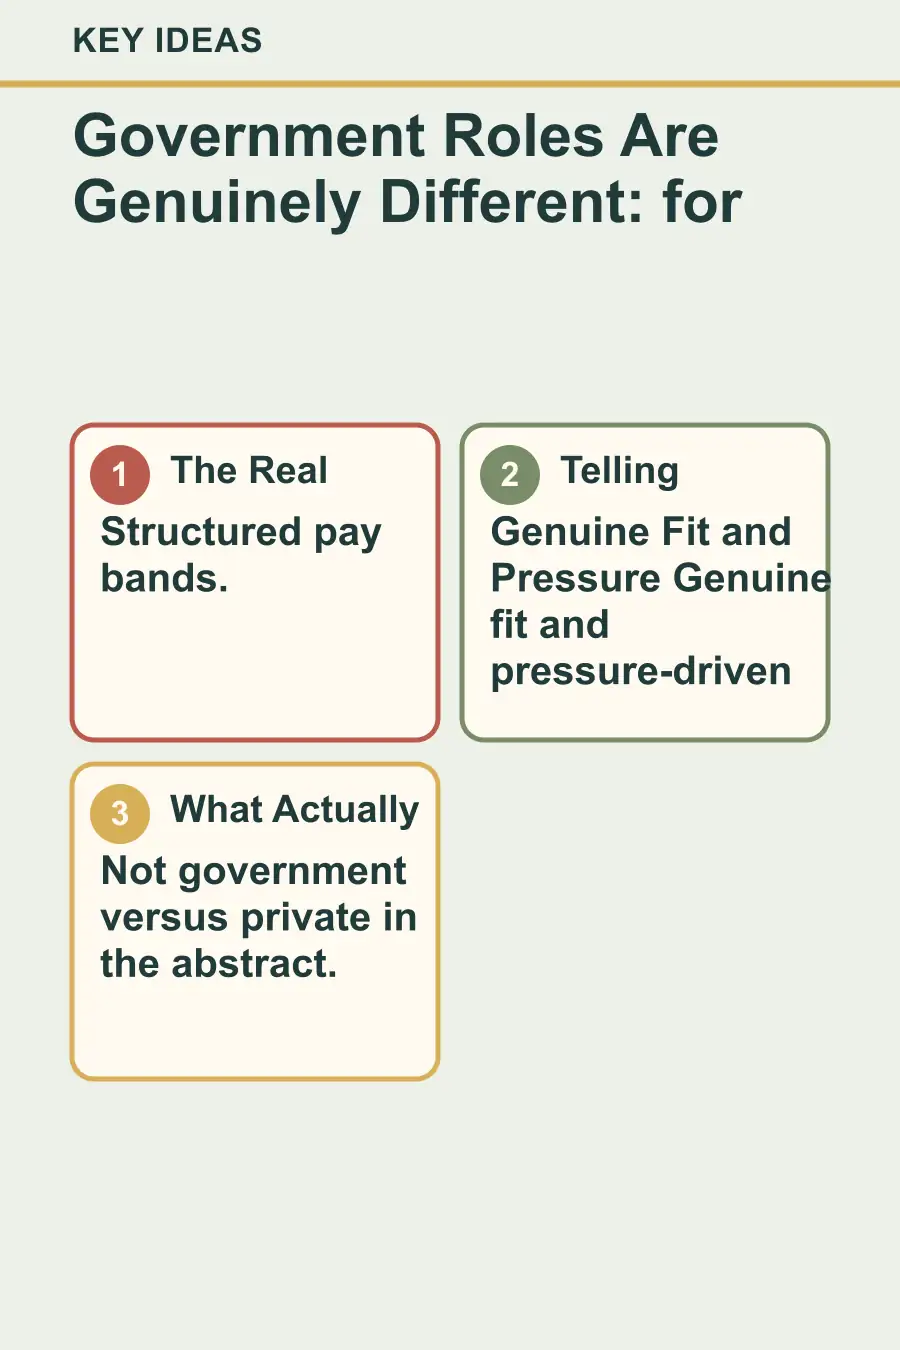 KEY IDEAS
Government Roles Are
Genuinely Different: for
1 The Real
Structured pay
bands.
2 Telling
Genuine Fit and
Pressure Genuine
fit and
pressure-driven
3 What Actually
Not government
versus private in
the abstract.